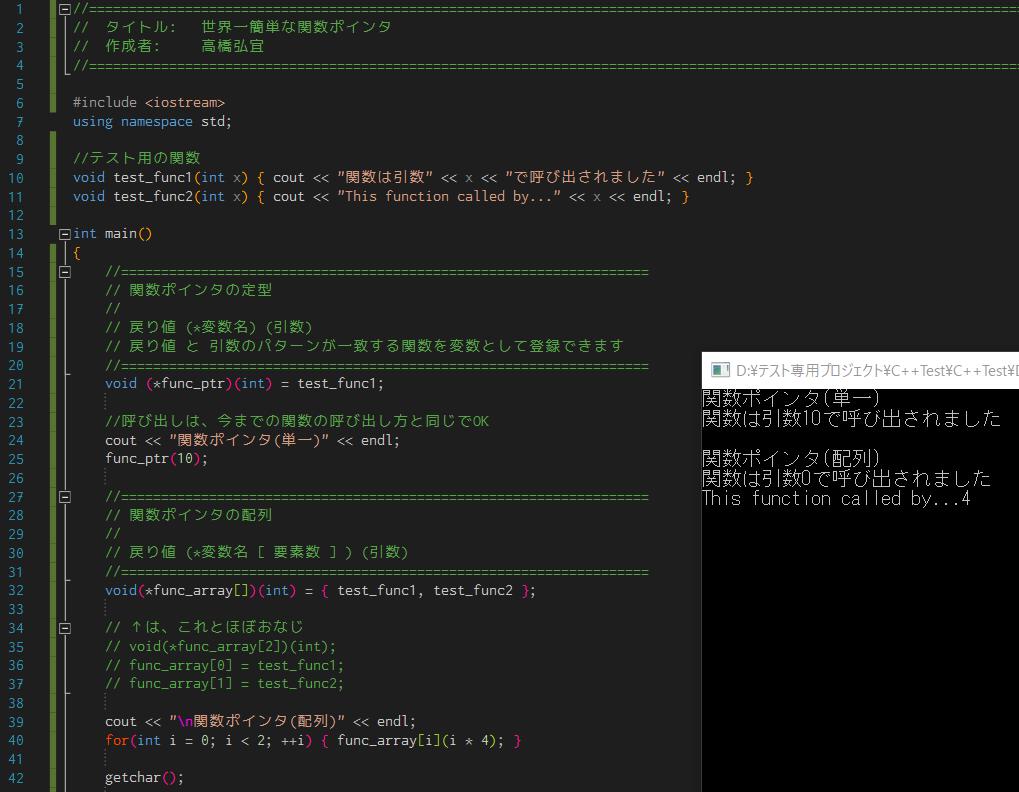 1 //==========================================================================================================================
2 // タイトル: 世界一簡単な関数ポインタ
3 // 作成者: 高橋弘宜
4 //==========================================================================================================================
5
6 #include <iostream>
7 using namespace std;
8
9 //テスト用の関数
10 void test_func1(int x) { cout << "関数は引数" << x << "で呼び出されました" << endl; }
11 void test_func2(int x) { cout << "This function called by..." << x << endl; }
12
13 int main()
14 {
15 //==================================================================
16 // 関数ポインタの定型
17 //
18 // 戻り値 (*変数名) (引数)
19 // 戻り値 と 引数のパターンが一致する関数を変数として登録できます
20 //==================================================================
21 void (*func_ptr)(int) = test_func1;
22
23 //呼び出しは、今までの関数の呼び出し方と同じでOK
24 cout << "関数ポインタ(単一)" << endl;
25 func_ptr(10);
26
27 //==================================================================
28 // 関数ポインタの配列
29 //
30 // 戻り値 (*変数名 [ 要素数 ] ) (引数)
31 //==================================================================
32 void(*func_array[])(int) = { test_func1, test_func2 };
33
34 // ↑は、これとほぼおなじ
35 // void(*func_array[2])(int);
36 // func_array[0] = test_func1;
37 // func_array[1] = test_func2;
38
39 cout << "\n関数ポインタ(配列)" << endl;
40 for(int i = 0; i < 2; ++i) { func_array[i](i * 4); }
41
42 getchar();
D:¥テスト専用プロジェクト¥C++Test¥C++Test¥D
関数ポインタ(単一)
関数は引数10で呼び出されました
関数ポインタ(配列)
関数は引数0で呼び出されました
This function called by...4